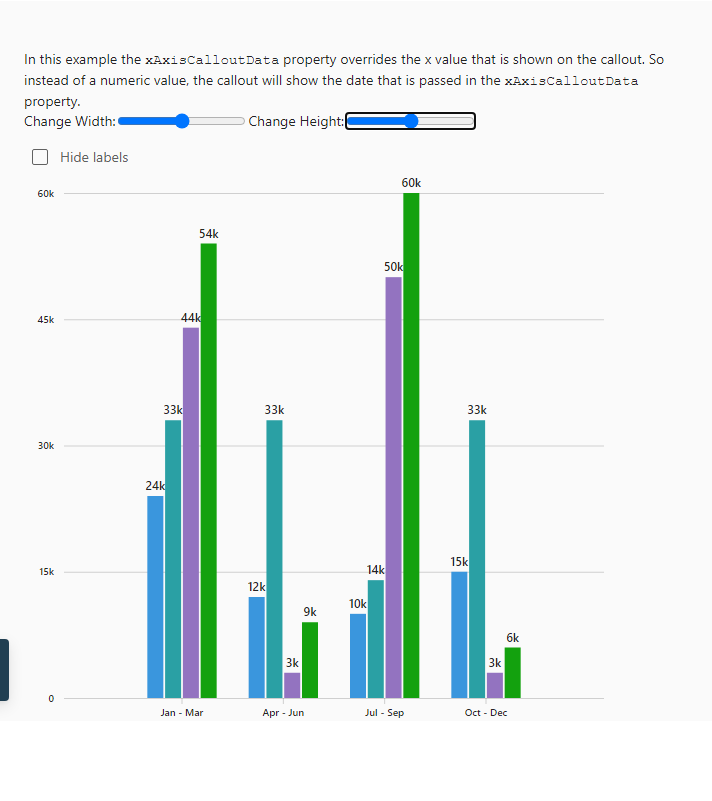 In this example the xAxisCalloutData property overrides the x value that is shown on the callout. So
instead of a numeric value, the callout will show the date that is passed in the xAxisCalloutData
property.
Change Width: Change Height:
Hide labels
60k
60k
54k
50k
45k
44k
33k
33k
33k
30k
24k
15k
15k
14k
12k
10k
9k
6k
3k
3k
0
Jan - Mar
Apr - Jun
Jul - Sep
Oct - Dec